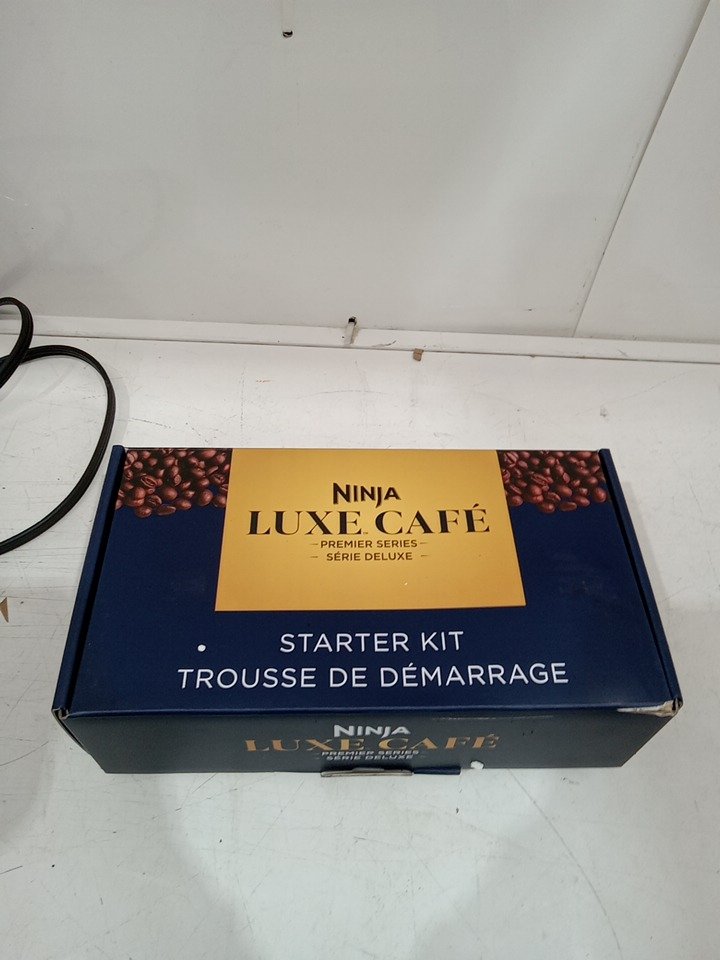 NINJA
LUXE CAFÉ
PREMIER SERIES
SÉRIE DELUXE
STARTER KIT
TROUSSE DE DÉMARRAGE
NINJA
LUXE CAFÉ
PREMIER SERIES
SÉRIE DELUXE